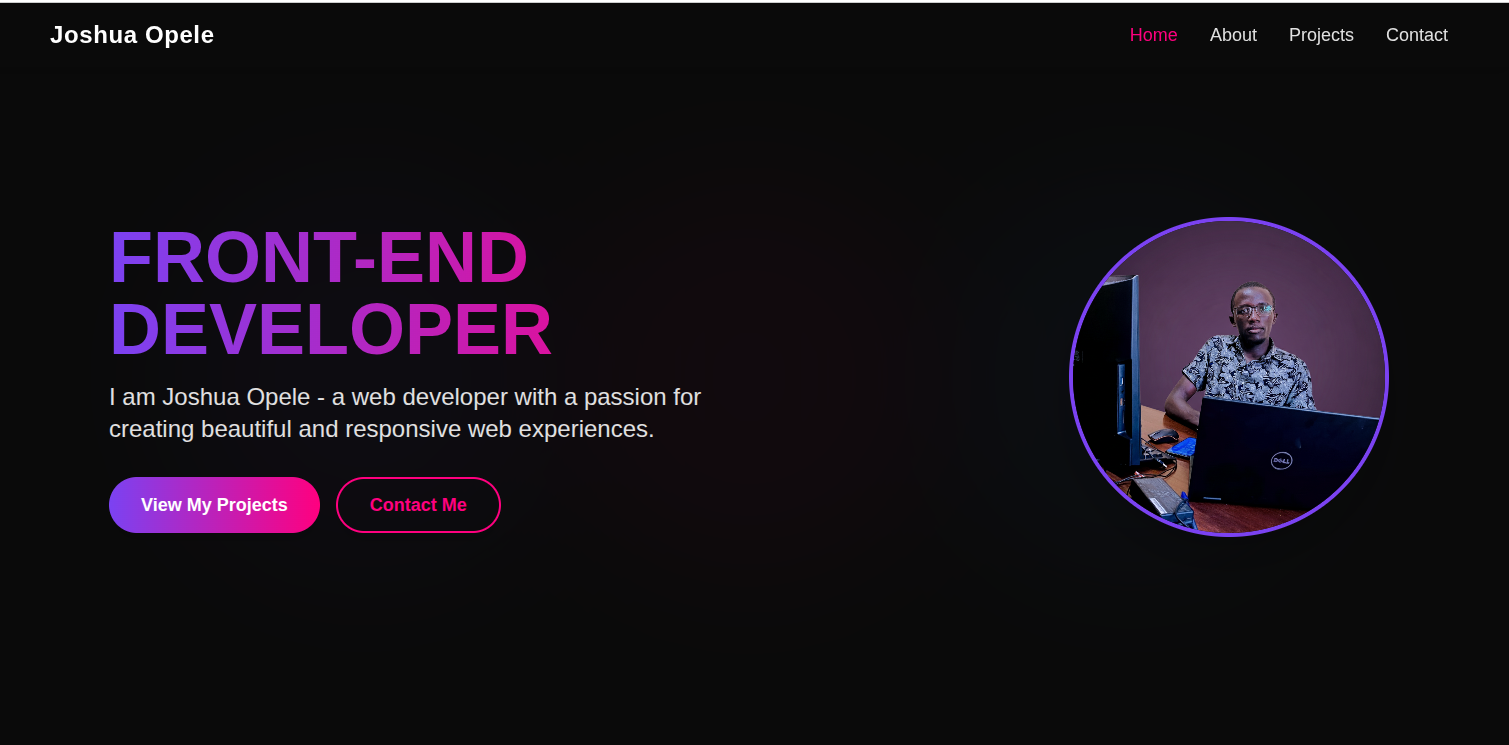 Joshua Opele
Home About Projects Contact
FRONT-END
DEVELOPER
I am Joshua Opele - a web developer with a passion for
creating beautiful and responsive web experiences.
View My Projects Contact Me
DELL